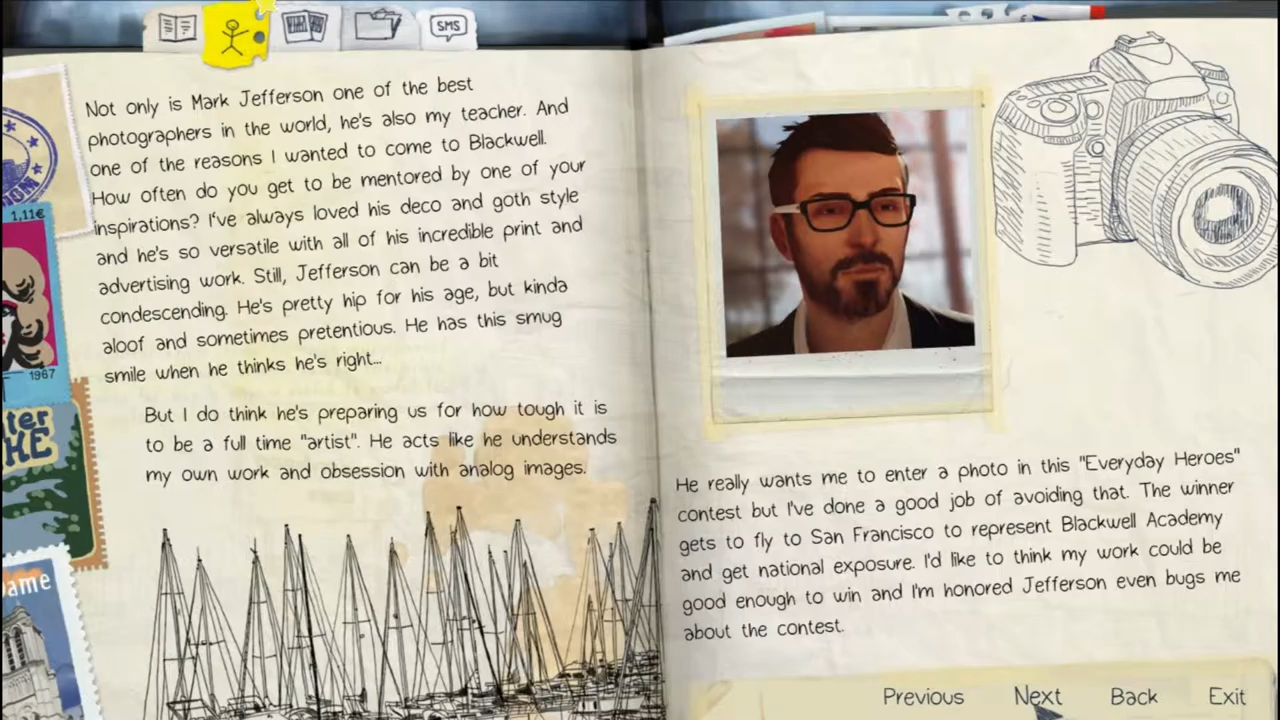 SMS
Not only is Mark Jefferson one of the best
photographers in the world, he's also my teacher. And
one of the reasons I wanted to come to Blackwell.
How often do you get to be mentored by one of your
inspirations? I've always loved his deco and goth style
and he's so versatile with all of his incredible print and
advertising work. Still, Jefferson can be a bit
condescending. He's pretty hip for his age, but kinda
aloof and sometimes pretentious. He has this smug
smile when he thinks he's right...
But I do think he's preparing us for how tough it is
to be a full time "artist". He acts like he understands
my own work and obsession with analog images.
1.11€
1967
He really wants me to enter a photo in this "Everyday Heroes"
contest but I've done a good job of avoiding that. The winner
gets to fly to San Francisco to represent Blackwell Academy
and get national exposure. I'd like to think my work could be
good enough to win and I'm honored Jefferson even bugs me
about the contest.
Previous Next Back Exit